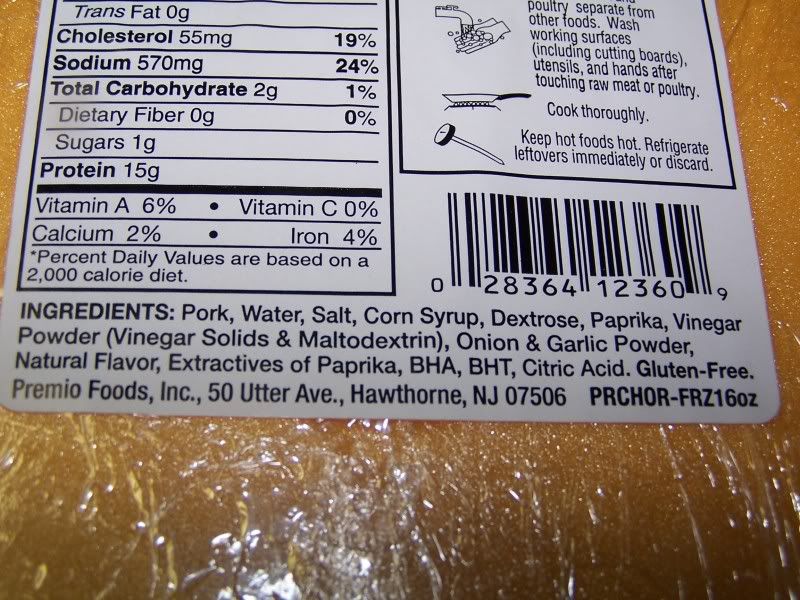 Trans Fat 0g
Cholesterol 55mg 19%
Sodium 570mg 24%
Total Carbohydrate 2g 1%
Dietary Fiber 0g 0%
Sugars 1g
Protein 15g
Vitamin A 6% • Vitamin C 0%
Calcium 2% • Iron 4%
*Percent Daily Values are based on a
2,000 calorie diet.
poultry separate from
other foods. Wash
working surfaces
(including cutting boards),
utensils, and hands after
touching raw meat or poultry.
Cook thoroughly.
Keep hot foods hot. Refrigerate
leftovers immediately or discard.
0 28364 12360 9
INGREDIENTS: Pork, Water, Salt, Corn Syrup, Dextrose, Paprika, Vinegar
Powder (Vinegar Solids & Maltodextrin), Onion & Garlic Powder,
Natural Flavor, Extractives of Paprika, BHA, BHT, Citric Acid. Gluten-Free.
Premio Foods, Inc., 50 Utter Ave., Hawthorne, NJ 07506 PRCHOR-FRZ16oz